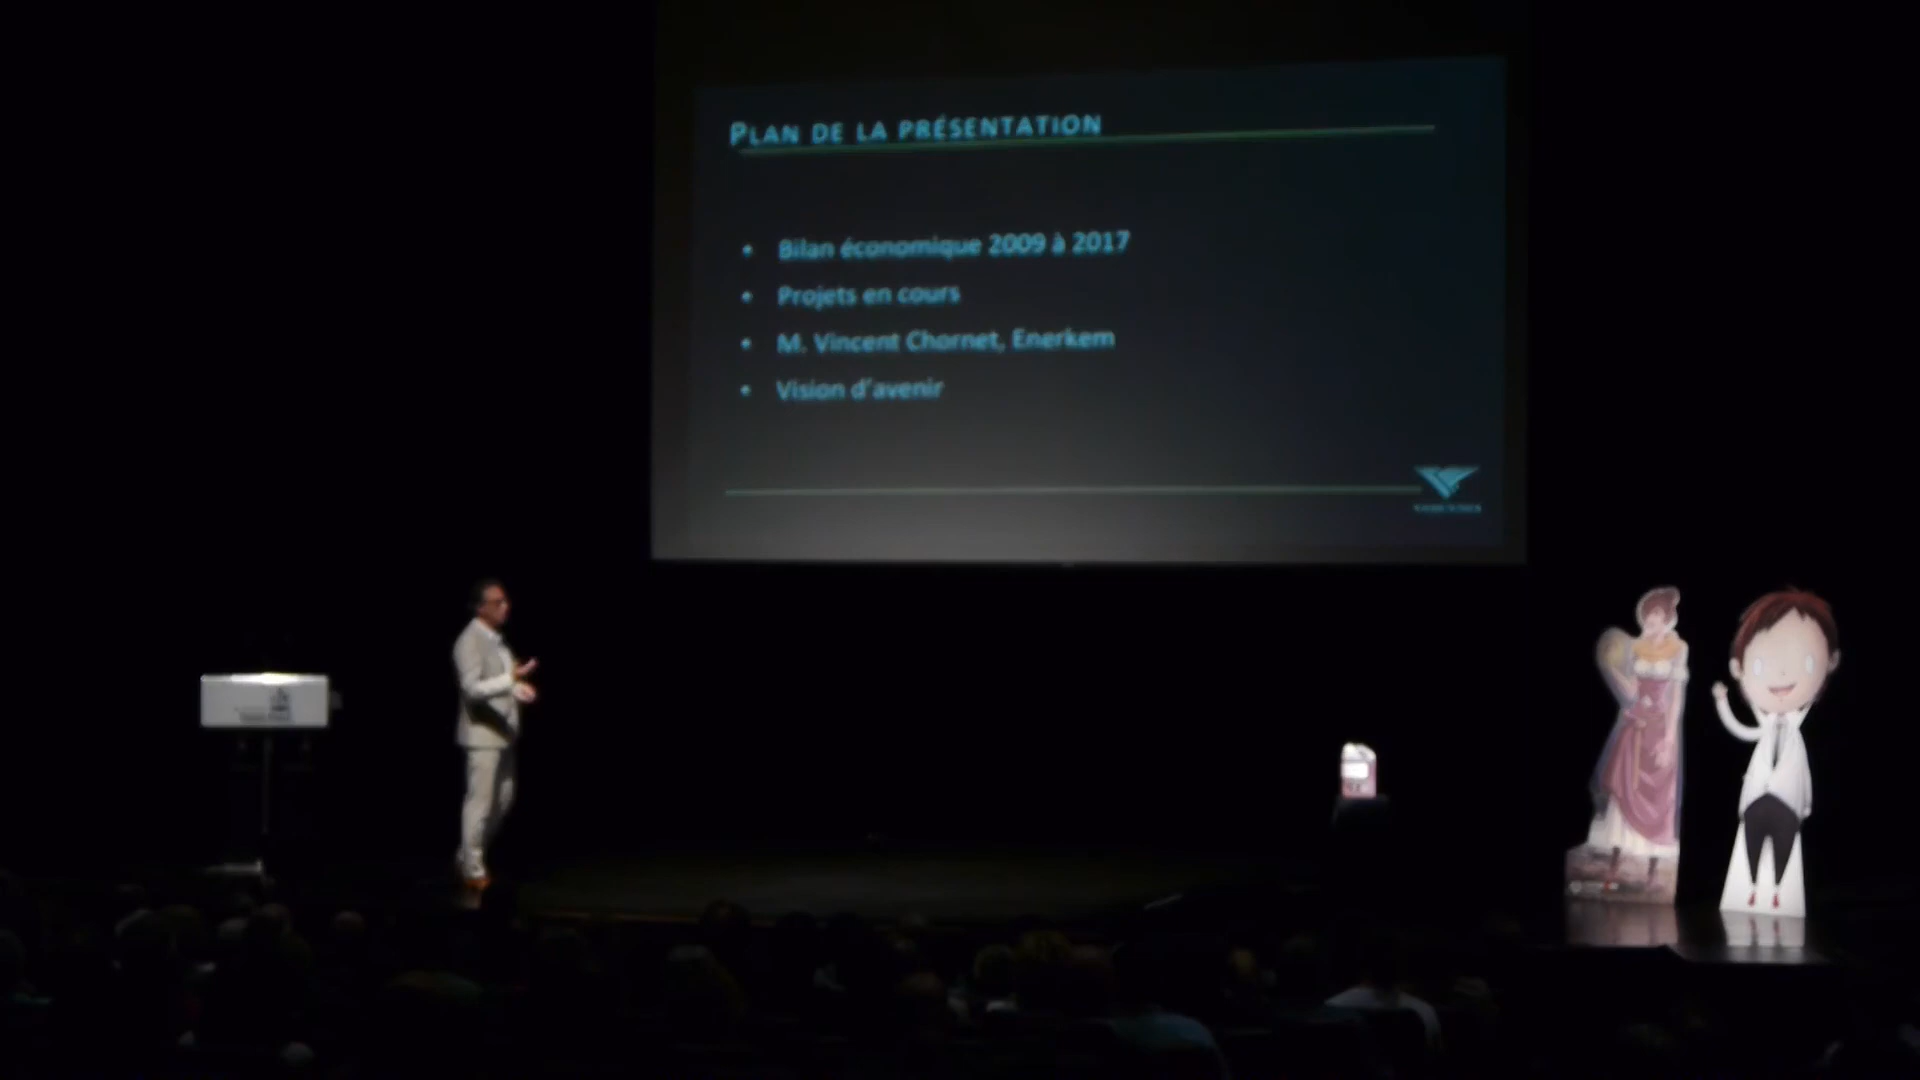 PLAN DE LA PRÉSENTATION
• Bilan économique 2009 à 2017
• Projets en cours
• M. Vincent Chornet, Enerkem
• Vision d'avenir